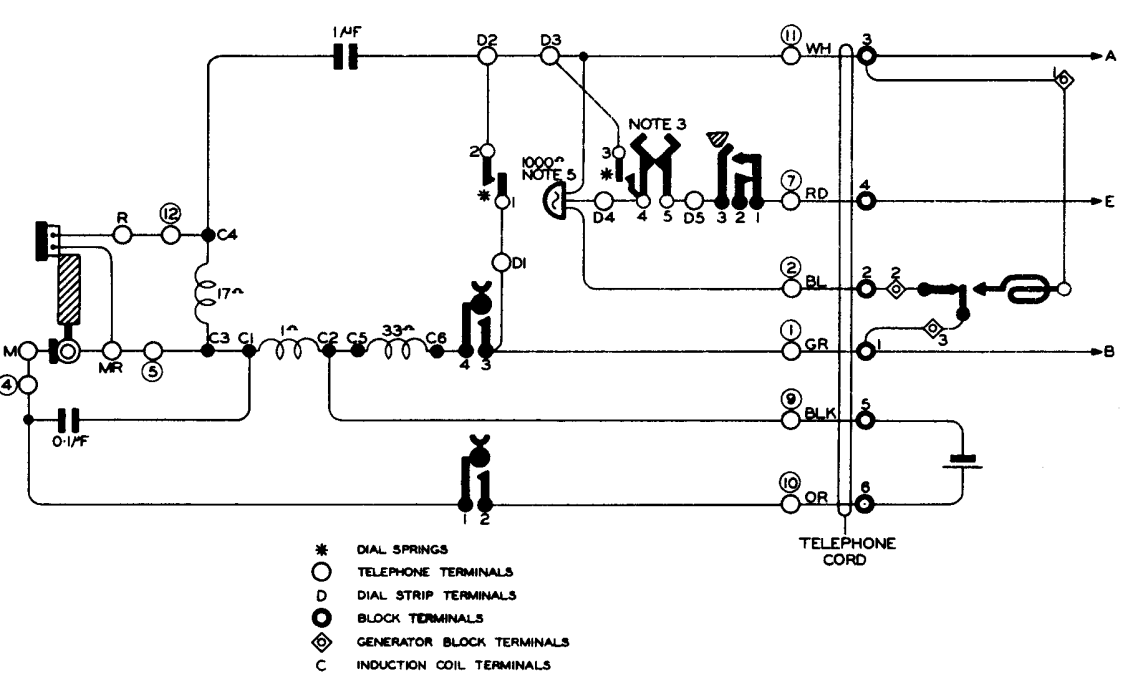 1μF
D2
D3
11
WH
3
A
1
NOTE 3
2
3
*
1000Ω
NOTE 5
*
1
D4
4
5
D5
3
2
1
7
RD
4
E
R
12
C4
D1
2
BL
2
2
17Ω
M
MR
5
C3
C1
1Ω
C2
C5
33Ω
C6
4
3
1
GR
1
3
B
4
0·1μF
9
BLK
5
1
2
10
OR
6
TELEPHONE
CORD
* DIAL SPRINGS
TELEPHONE TERMINALS
D DIAL STRIP TERMINALS
BLOCK TERMINALS
GENERATOR BLOCK TERMINALS
C INDUCTION COIL TERMINALS